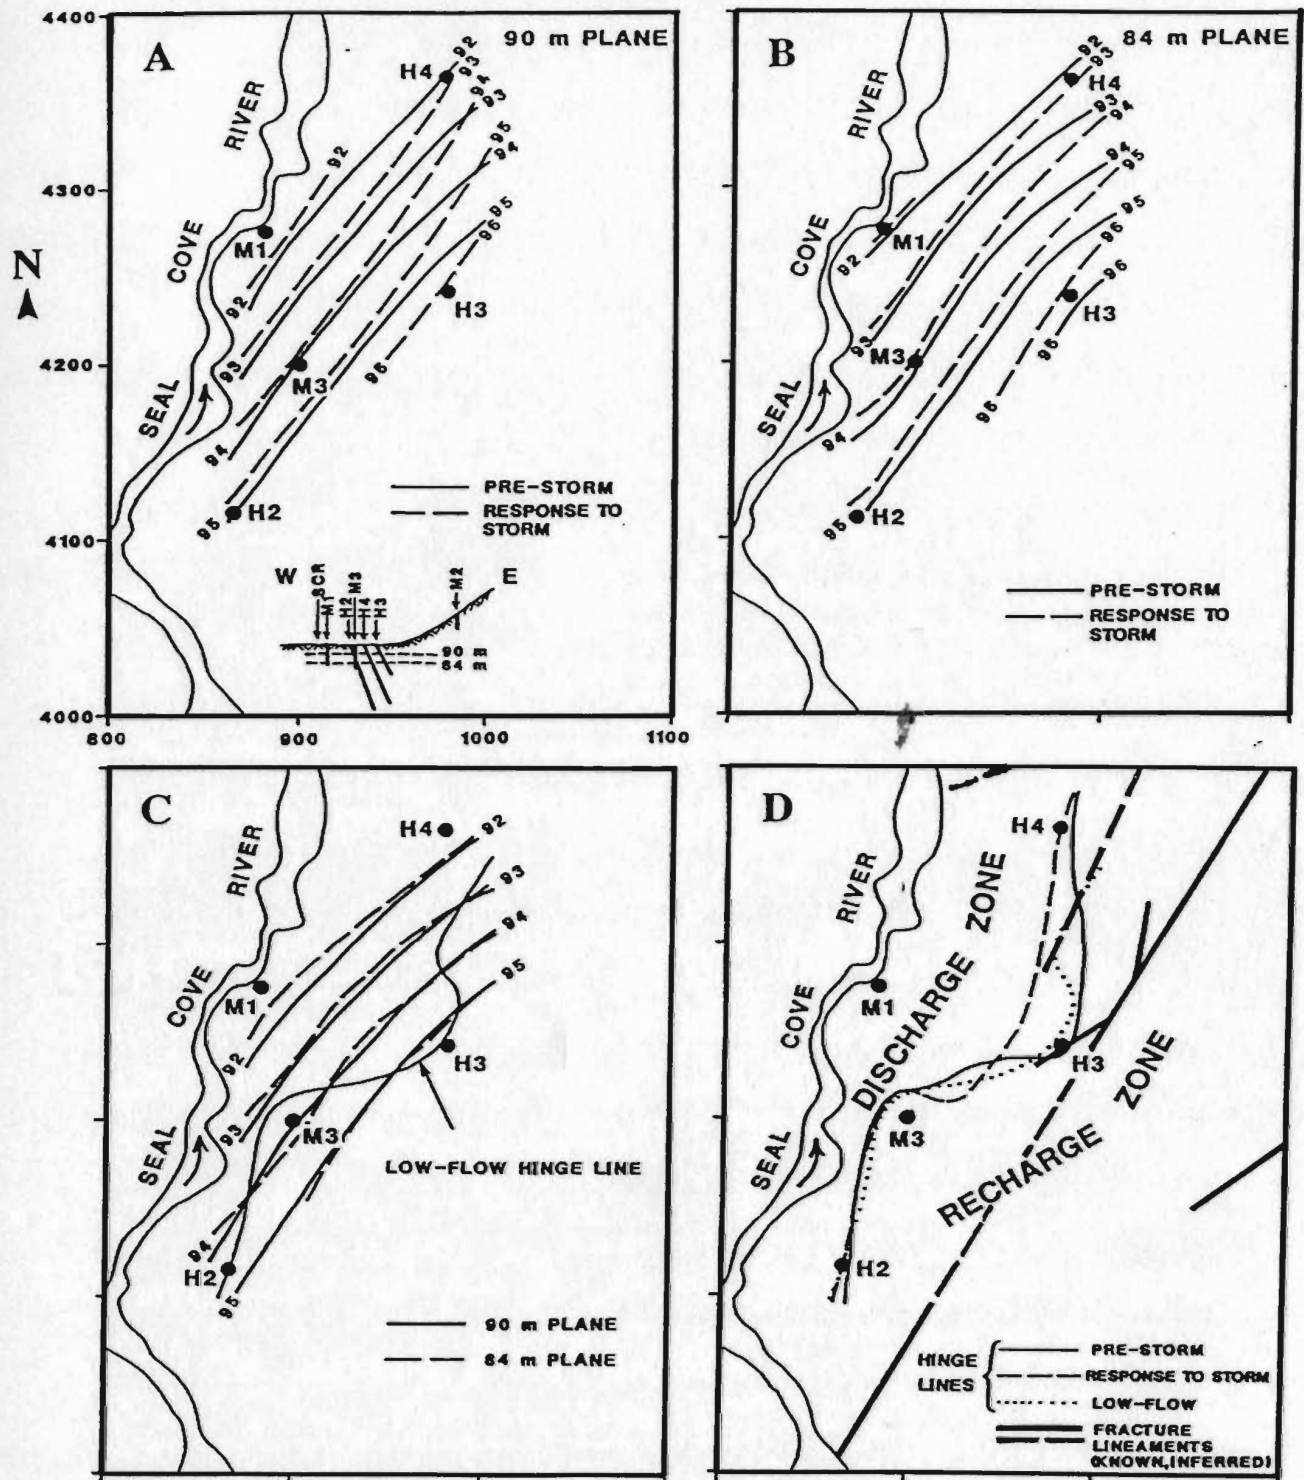 A
90 m PLANE
4400
4300
4200
4100
4000
800
900
1000
1100
N
RIVER
COVE
SEAL
H4
M1
M3
H3
H2
92
93
94
93
95
94
95
96
92
92
93
94
95
96
PRE-STORM
RESPONSE TO
STORM
W
E
SCR
M1
H2
M3
H4
H3
M2
90 m
84 m
B
84 m PLANE
RIVER
COVE
SEAL
H4
M1
M3
H3
H2
92
93
93
94
94
95
95
96
96
92
93
94
95
96
96
PRE-STORM
RESPONSE TO
STORM
C
RIVER
COVE
SEAL
H4
M1
H3
M3
H2
92
93
94
95
92
93
94
95
LOW-FLOW HINGE LINE
90 m PLANE
84 m PLANE
D
RIVER
COVE
SEAL
H4
M1
H3
M3
H2
DISCHARGE ZONE
RECHARGE ZONE
HINGE
LINES
PRE-STORM
RESPONSE TO STORM
LOW-FLOW
FRACTURE
LINEAMENTS
(KNOWN, INFERRED)